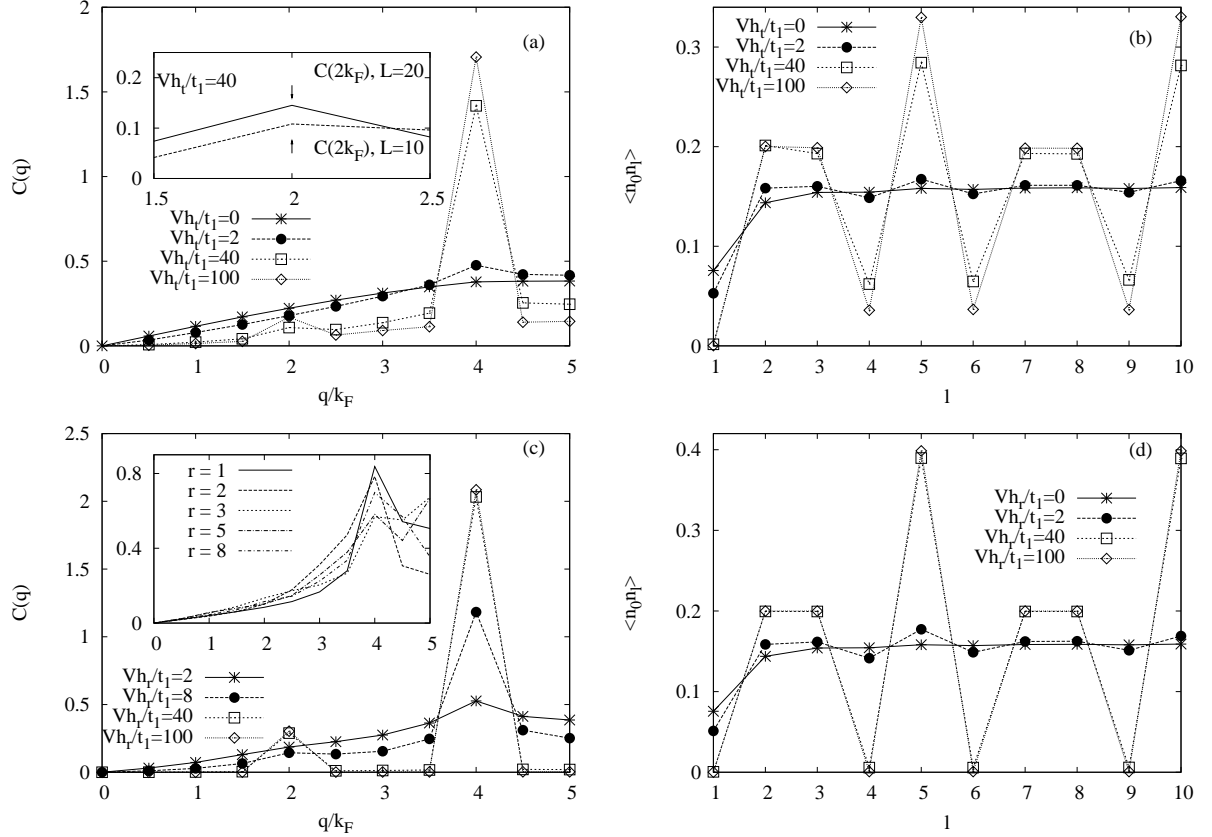 (a)
C(q)
2
1.5
1
0.5
0
0 1 2 3 4 5
q/k_F
Vh_t/t_1=0
Vh_t/t_1=2
Vh_t/t_1=40
Vh_t/t_1=100
Vh_t/t_1=40
C(2k_F), L=20
C(2k_F), L=10
0.2
0.1
0
1.5 2 2.5
(b)
<n_0n_l>
0.3
0.2
0.1
0
1 2 3 4 5 6 7 8 9 10
l
Vh_t/t_1=0
Vh_t/t_1=2
Vh_t/t_1=40
Vh_t/t_1=100
(c)
C(q)
2.5
2
1.5
1
0.5
0
0 1 2 3 4 5
q/k_F
r = 1
r = 2
r = 3
r = 5
r = 8
0.8
0.4
0
0 1 2 3 4 5
Vh_r/t_1=2
Vh_r/t_1=8
Vh_r/t_1=40
Vh_r/t_1=100
(d)
<n_0n_l>
0.4
0.3
0.2
0.1
0
1 2 3 4 5 6 7 8 9 10
l
Vh_r/t_1=0
Vh_r/t_1=2
Vh_r/t_1=40
Vh_r/t_1=100